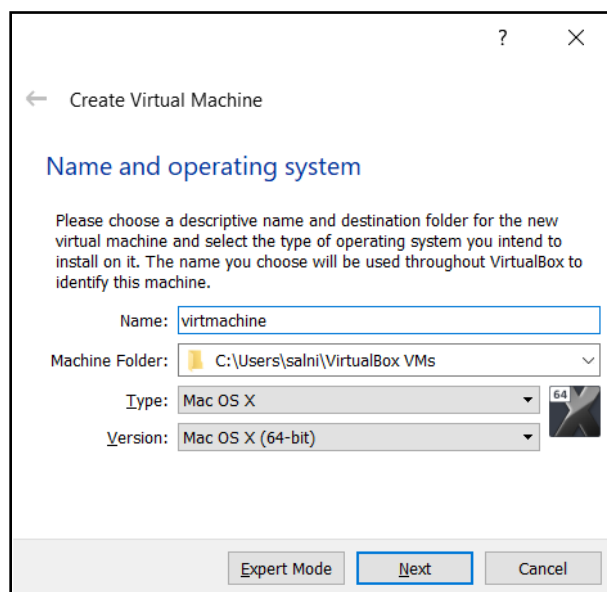 ?
Create Virtual Machine
Name and operating system
Please choose a descriptive name and destination folder for the new
virtual machine and select the type of operating system you intend to
install on it. The name you choose will be used throughout VirtualBox to
identify this machine.
Name: virtmachine
Machine Folder: C:\Users\salni\VirtualBox VMs
Type: Mac OS X
64
Version: Mac OS X (64-bit)
Expert Mode Next Cancel